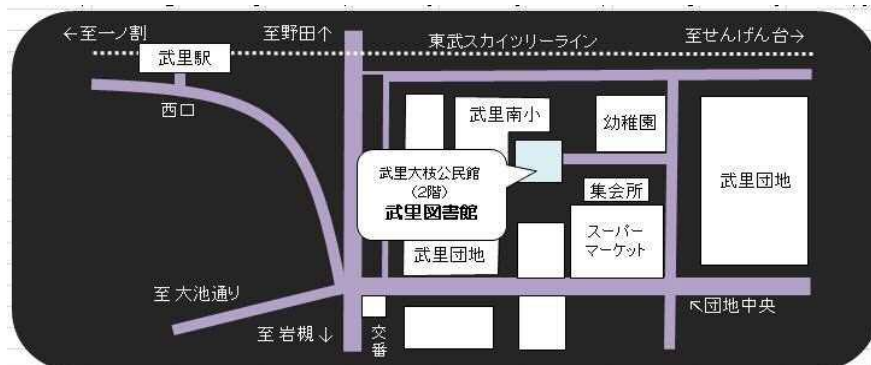 ←至一ノ割
至野田↑
東武スカイツリーライン
至せんげん台→
武里駅
西口
武里南小
幼稚園
武里大枝公民館
(2階)
武里図書館
集会所
武里団地
スーパー
マーケット
武里団地
至 大池通り
至 岩槻 ↓
交番
↖団地中央